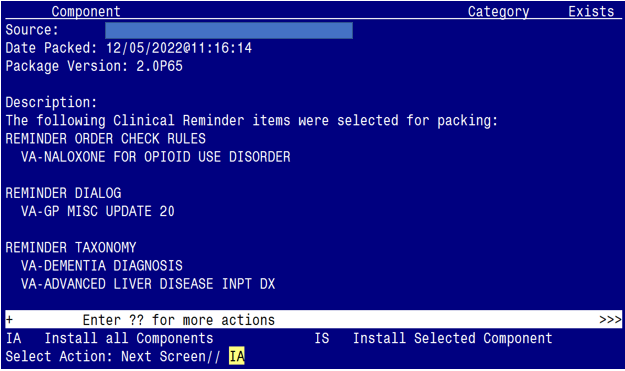 Component Category Exists
Source:
Date Packed: 12/05/2022@11:16:14
Package Version: 2.0P65
Description:
The following Clinical Reminder items were selected for packing:
REMINDER ORDER CHECK RULES
VA-NALOXONE FOR OPIOID USE DISORDER
REMINDER DIALOG
VA-GP MISC UPDATE 20
REMINDER TAXONOMY
VA-DEMENTIA DIAGNOSIS
VA-ADVANCED LIVER DISEASE INPT DX
+ Enter ?? for more actions >>>
IA Install all Components IS Install Selected Component
Select Action: Next Screen// IA